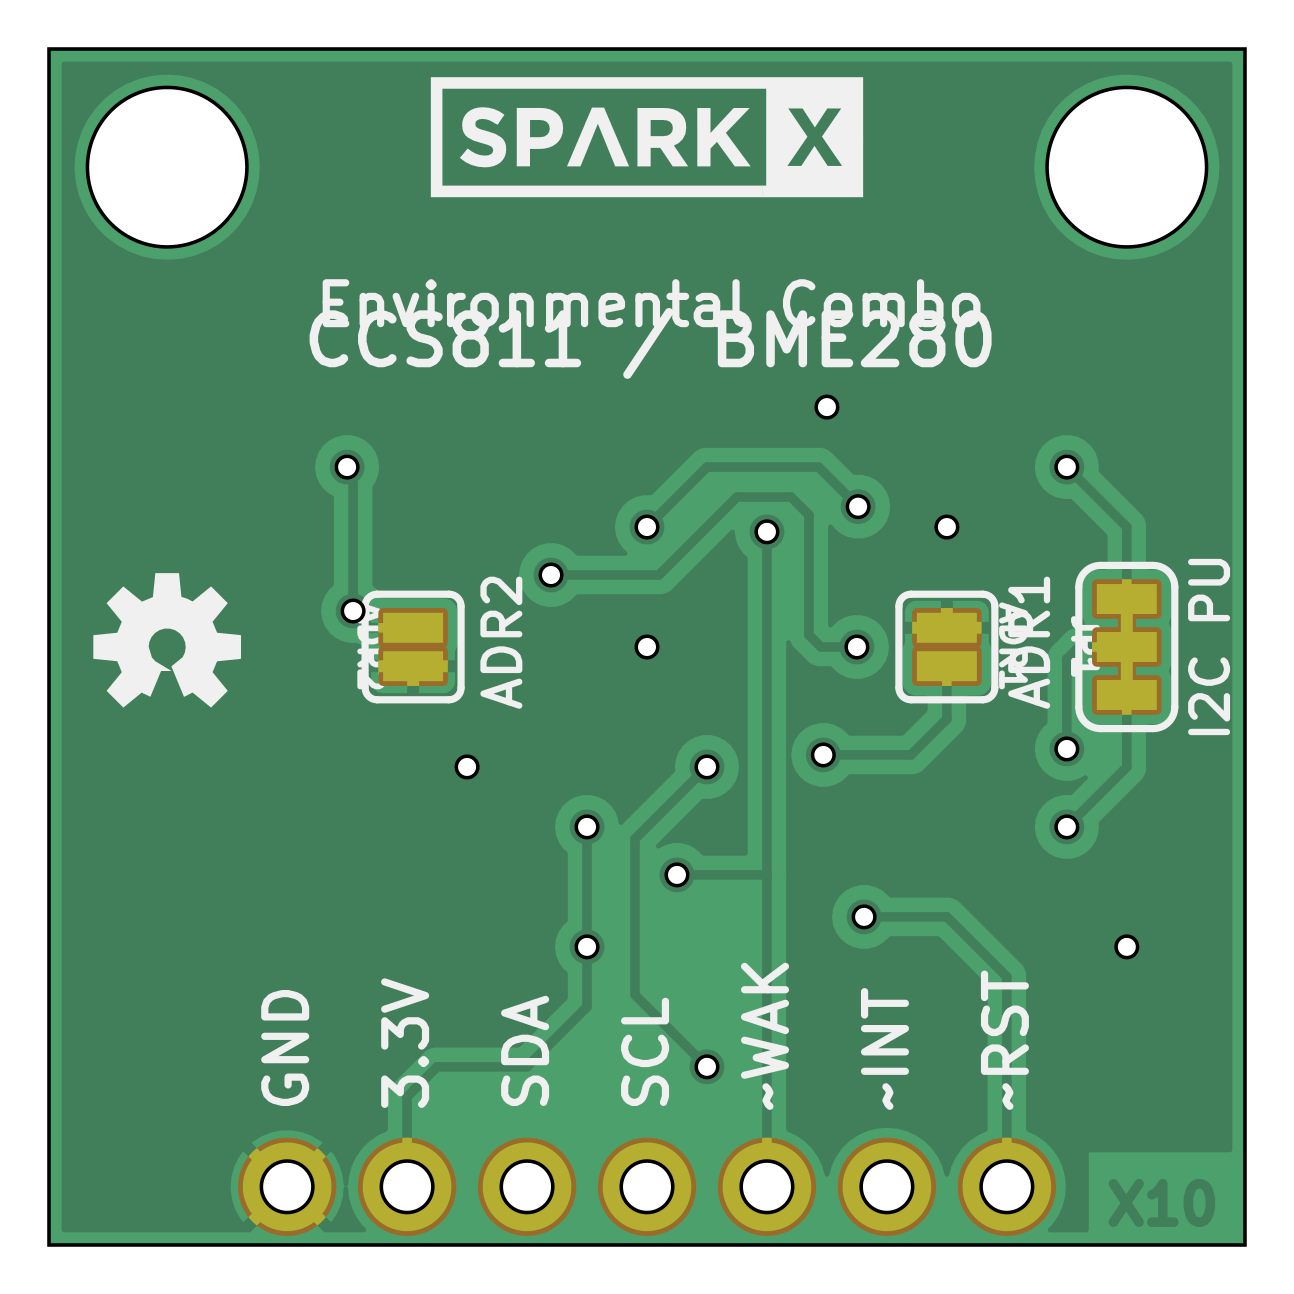 SPARK X
Environmental Combo
CCS811 / BME280
ADR2
ADR1
I2C PU
GND
3.3V
SDA
SCL
~WAK
~INT
~RST
X10